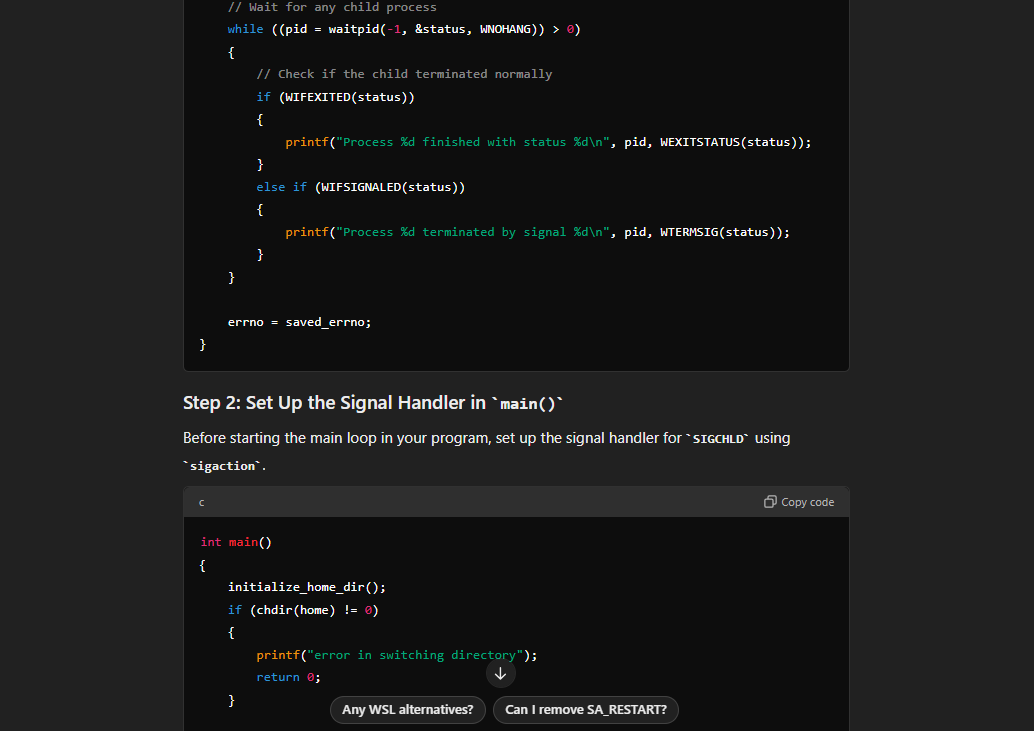 // Wait for any child process
while ((pid = waitpid(-1, &status, WNOHANG)) > 0)
{
// Check if the child terminated normally
if (WIFEXITED(status))
{
printf("Process %d finished with status %d\n", pid, WEXITSTATUS(status));
}
else if (WIFSIGNALED(status))
{
printf("Process %d terminated by signal %d\n", pid, WTERMSIG(status));
}
}
errno = saved_errno;
}
Step 2: Set Up the Signal Handler in `main()`
Before starting the main loop in your program, set up the signal handler for `SIGCHLD` using
`sigaction`.
c Copy code
int main()
{
initialize_home_dir();
if (chdir(home) != 0)
{
printf("error in switching directory");
return 0;
}
Any WSL alternatives? Can I remove SA_RESTART?